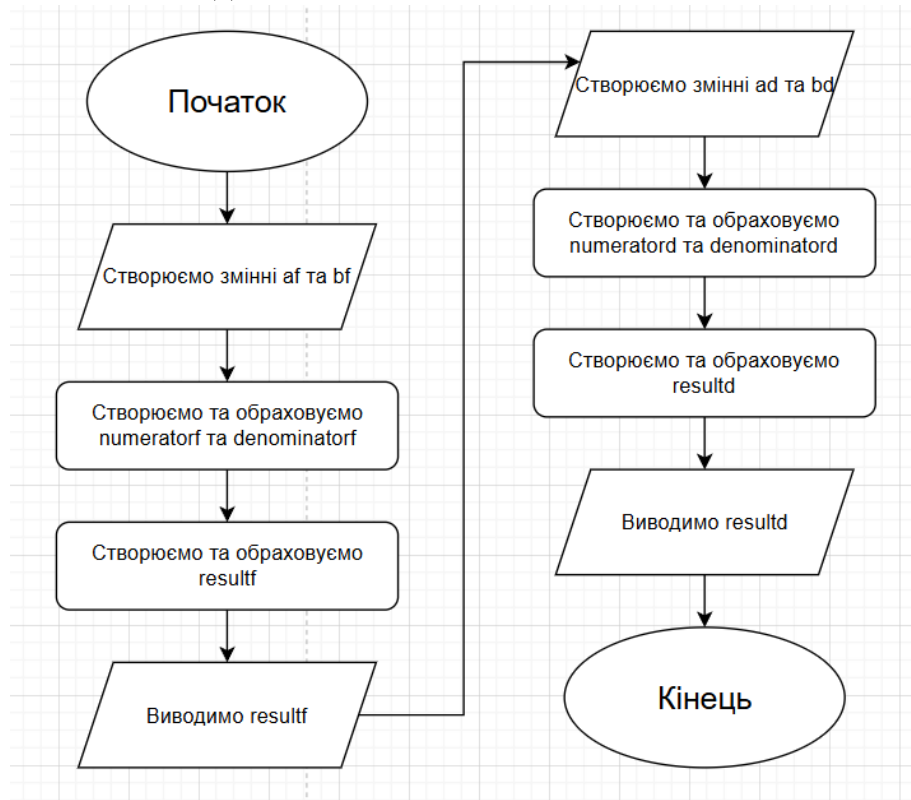 Початок
Створюємо змінні af та bf
Створюємо та обраховуємо
numeratorf та denominatorf
Створюємо та обраховуємо
resultf
Виводимо resultf
Створюємо змінні ad та bd
Створюємо та обраховуємо
numeratord та denominatord
Створюємо та обраховуємо
resultd
Виводимо resultd
Кінець